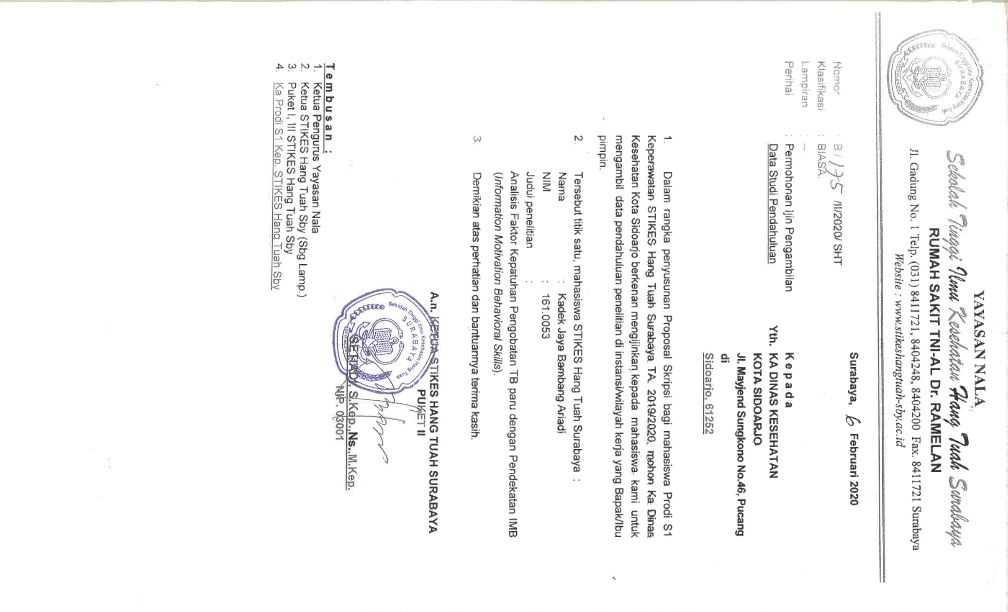 YAYASAN NALA
Sekolah Tinggi Ilmu Kesehatan Hang Tuah Surabaya
RUMAH SAKIT TNI-AL Dr. RAMELAN
Jl. Gadung No. 1 Telp. (031) 8411721, 8404248, 8404200 Fax. 8411721 Surabaya
Website : www.stikeshangtuah-sby.ac.id
Surabaya, 6 Februari 2020
Nomor : B / 175 /II/2020/ SHT
Klasifikasi : BIASA.
Lampiran : --
Perihal : Permohonan Ijin Pengambilan
Data Studi Pendahuluan
K e p a d a
Yth. KA DINAS KESEHATAN
KOTA SIDOARJO
Jl. Mayjend Sungkono No.46, Pucang
di
Sidoarjo, 61252
1. Dalam rangka penyusunan Proposal Skripsi bagi mahasiswa Prodi S1
Keperawatan STIKES Hang Tuah Surabaya TA. 2019/2020, mohon Ka Dinas
Kesehatan Kota Sidoarjo berkenan mengijinkan kepada mahasiswa kami untuk
mengambil data pendahuluan penelitian di instansi/wilayah kerja yang Bapak/Ibu
pimpin.
2. Tersebut titik satu, mahasiswa STIKES Hang Tuah Surabaya :
Nama : Kadek Jaya Bambang Ariadi
NIM : 161.0053
Judul penelitian :
Analisis Faktor Kepatuhan Pengobatan TB paru dengan Pendekatan IMB
(Information Motivation Behavioral Skills).
3. Demikian atas perhatian dan bantuannya terima kasih.
A.n. KETUA STIKES HANG TUAH SURABAYA
PUKET II
SETIADI, S.Kep.,Ns.,M.Kep.
NIP. 03001
Tembusan :
1. Ketua Pengurus Yayasan Nala
2. Ketua STIKES Hang Tuah Sby (Sbg Lamp.)
3. Puket I, III STIKES Hang Tuah Sby
4. Ka Prodi S1 Kep. STIKES Hang Tuah Sby